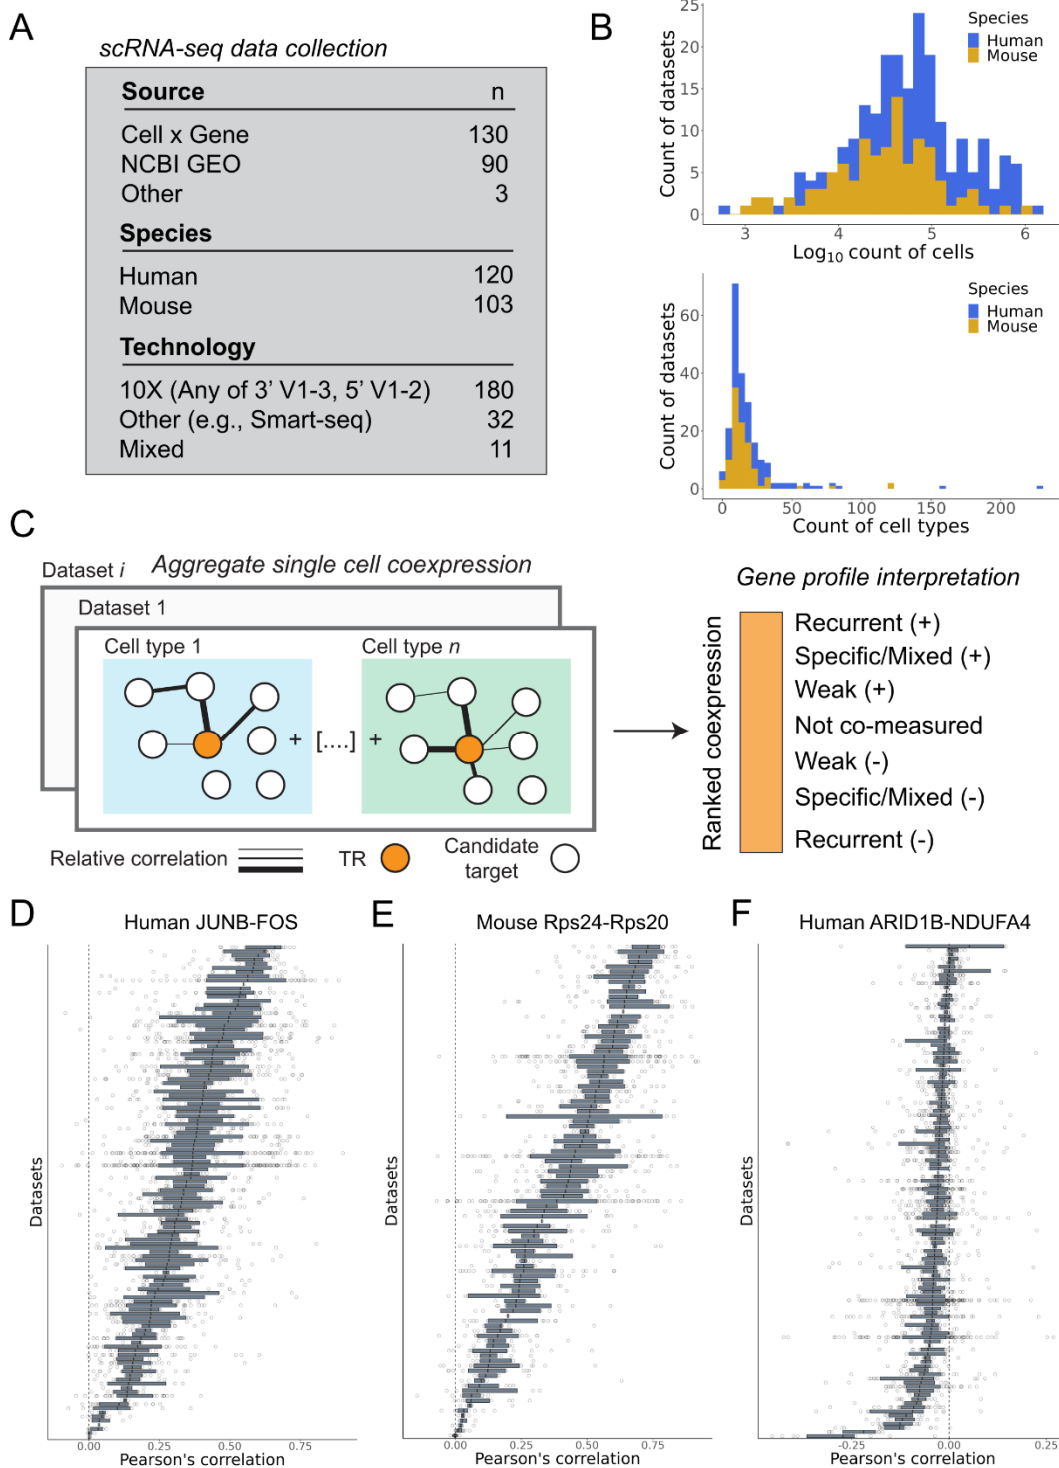 A
scRNA-seq data collection
Source n
Cell x Gene 130
NCBI GEO 90
Other 3
Species
Human 120
Mouse 103
Technology
10X (Any of 3' V1-3, 5' V1-2) 180
Other (e.g., Smart-seq) 32
Mixed 11
B
Count of datasets
25
20
15
10
5
0
Species
Human
Mouse
3 4 5 6
Log10 count of cells
Count of datasets
60
40
20
0
Species
Human
Mouse
0 50 100 150 200
Count of cell types
C
Dataset i
Aggregate single cell coexpression
Dataset 1
Cell type 1
Cell type n
+ [....] +
Relative correlation
TR
Candidate target
Gene profile interpretation
Ranked coexpression
Recurrent (+)
Specific/Mixed (+)
Weak (+)
Not co-measured
Weak (-)
Specific/Mixed (-)
Recurrent (-)
D
Human JUNB-FOS
Datasets
0.00 0.25 0.50 0.75
Pearson's correlation
E
Mouse Rps24-Rps20
Datasets
0.00 0.25 0.50 0.75
Pearson's correlation
F
Human ARID1B-NDUFA4
Datasets
-0.25 0.00 0.25
Pearson's correlation